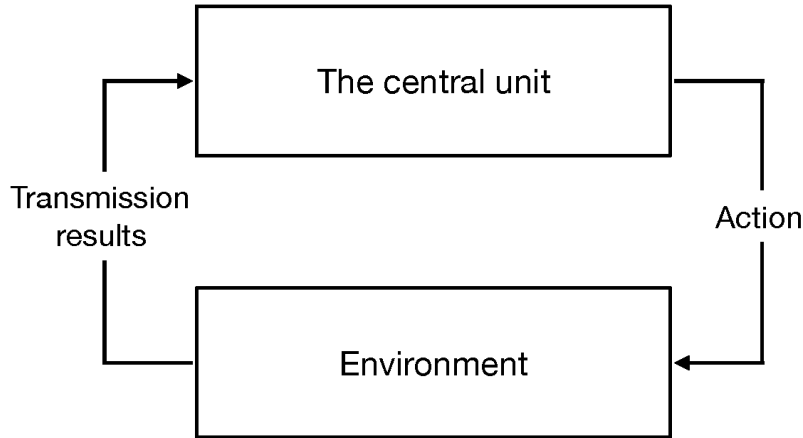 The central unit
Transmission
results
Action
Environment